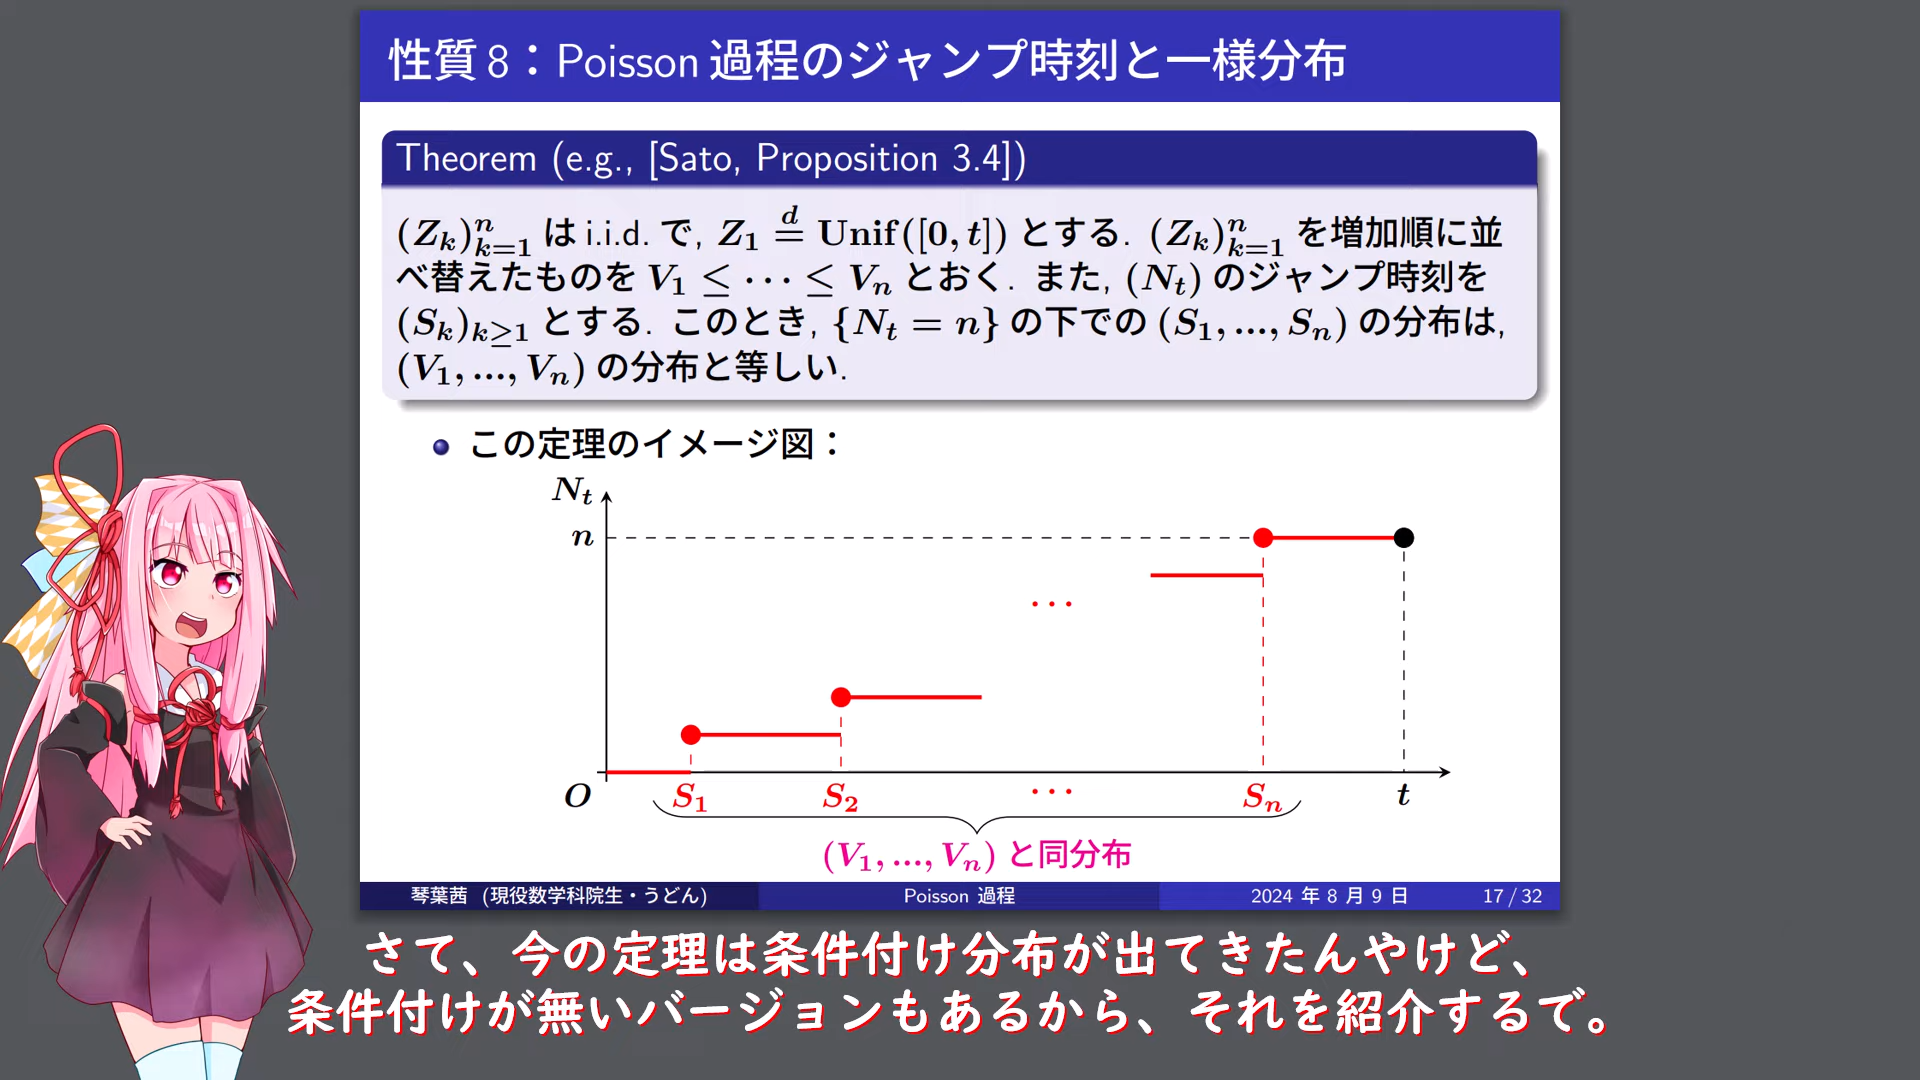 性質 8：Poisson 過程のジャンプ時刻と一様分布
Theorem (e.g., [Sato, Proposition 3.4])
(Z_k)_{k=1}^n は i.i.d. で, Z_1 \overset{d}{=} Unif([0, t]) とする. (Z_k)_{k=1}^n を増加順に並
べ替えたものを V_1 ≤ ⋯ ≤ V_n とおく. また, (N_t) のジャンプ時刻を
(S_k)_{k≥1} とする. このとき, {N_t = n} の下での (S_1, ..., S_n) の分布は,
(V_1, ..., V_n) の分布と等しい.
この定理のイメージ図：
N_t
n
⋯
O
S_1 S_2 ⋯ S_n t
(V_1, ..., V_n) と同分布
琴葉茜 (現役数学科院生・うどん) Poisson 過程 2024 年 8 月 9 日 17 / 32
さて、今の定理は条件付け分布が出てきたんやけど、
条件付けが無いバージョンもあるから、それを紹介するで。